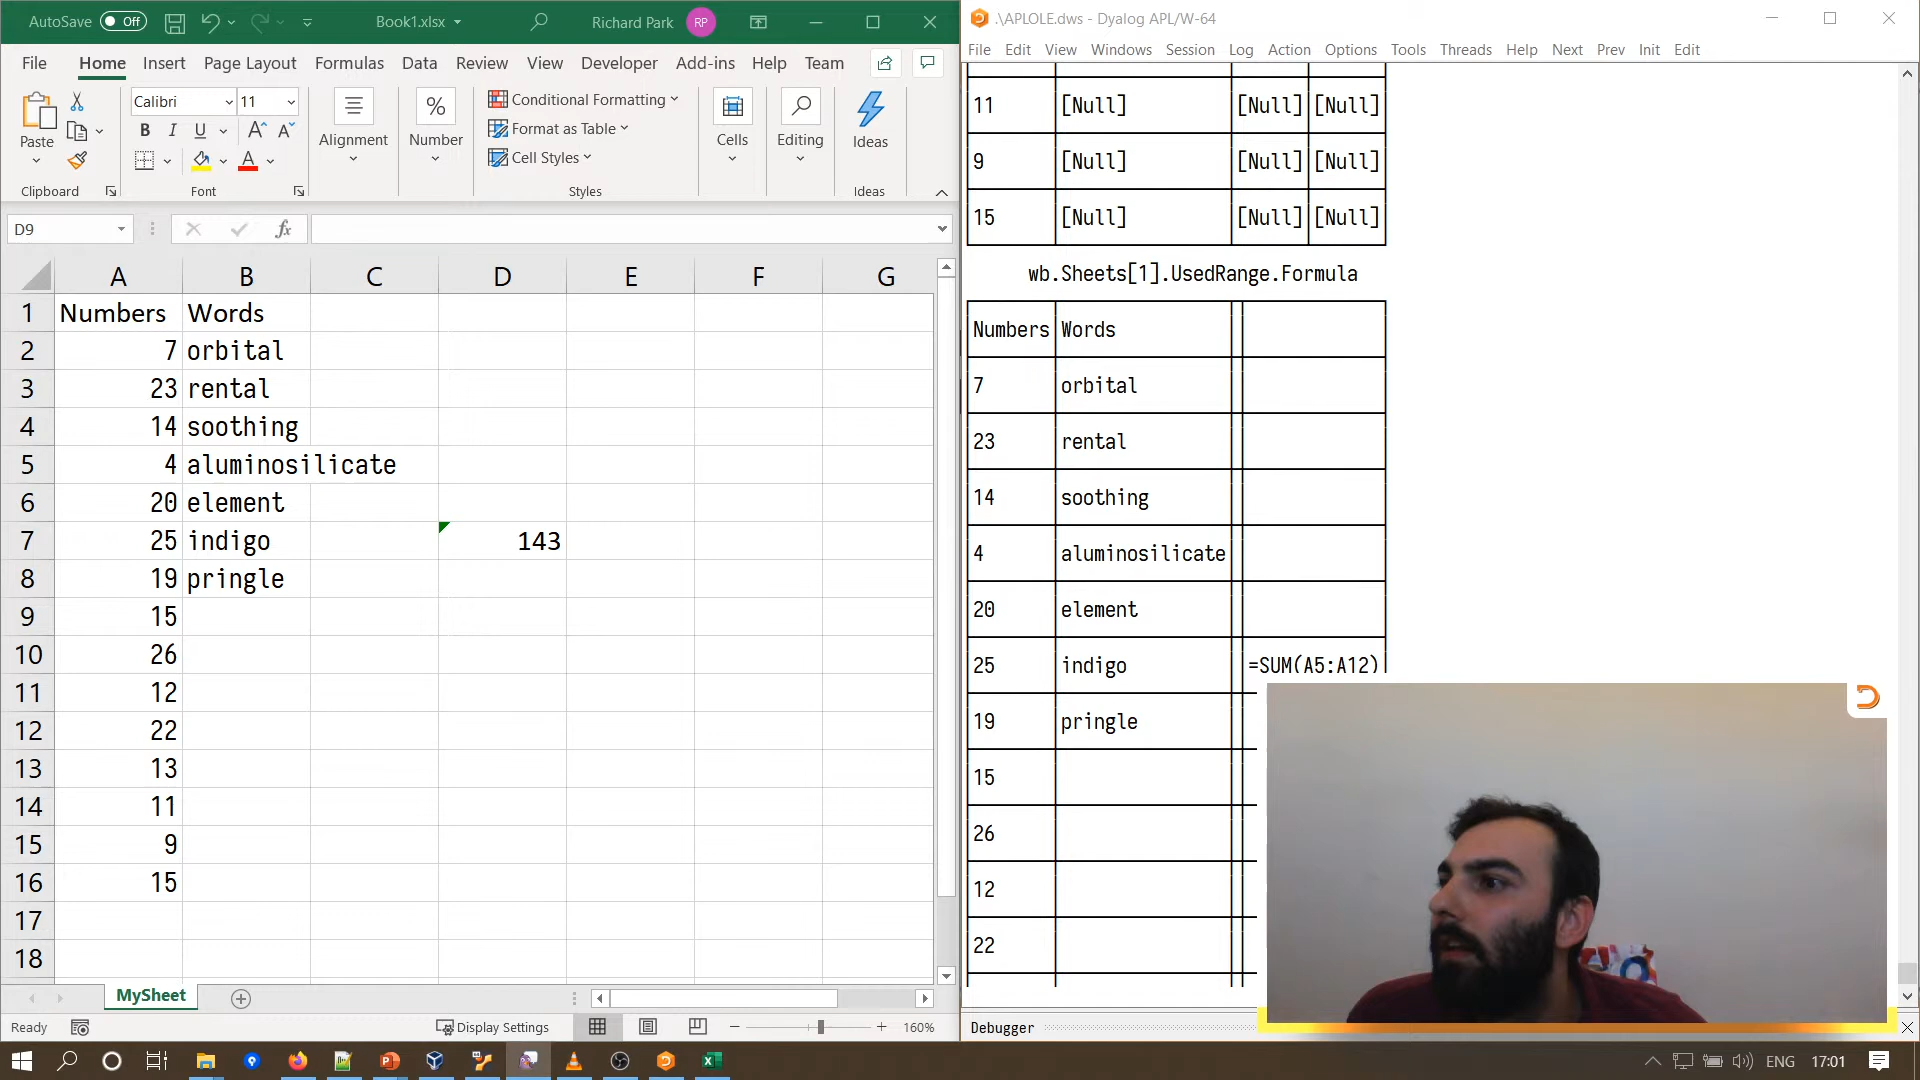 AutoSave Off Book1.xlsx Richard Park RP
File Home Insert Page Layout Formulas Data Review View Developer Add-ins Help Team
Calibri 11 Conditional Formatting
B I U A A Format as Table
A Cell Styles
Paste Alignment % Number Cells Editing Ideas
Clipboard Font Styles Ideas
D9 fx
A B C D E F G
1 Numbers Words
2 7 orbital
3 23 rental
4 14 soothing
5 4 aluminosilicate
6 20 element
7 25 indigo 143
8 19 pringle
9 15
10 26
11 12
12 22
13 13
14 11
15 9
16 15
17
18
MySheet
Ready Display Settings 160%
.\APLOLE.dws - Dyalog APL/W-64
File Edit View Windows Session Log Action Options Tools Threads Help Next Prev Init Edit
11 [Null] [Null] [Null]
9 [Null] [Null] [Null]
15 [Null] [Null] [Null]
wb.Sheets[1].UsedRange.Formula
Numbers Words
7 orbital
23 rental
14 soothing
4 aluminosilicate
20 element
25 indigo =SUM(A5:A12)
19 pringle
15
26
12
22
Debugger
ENG 17:01